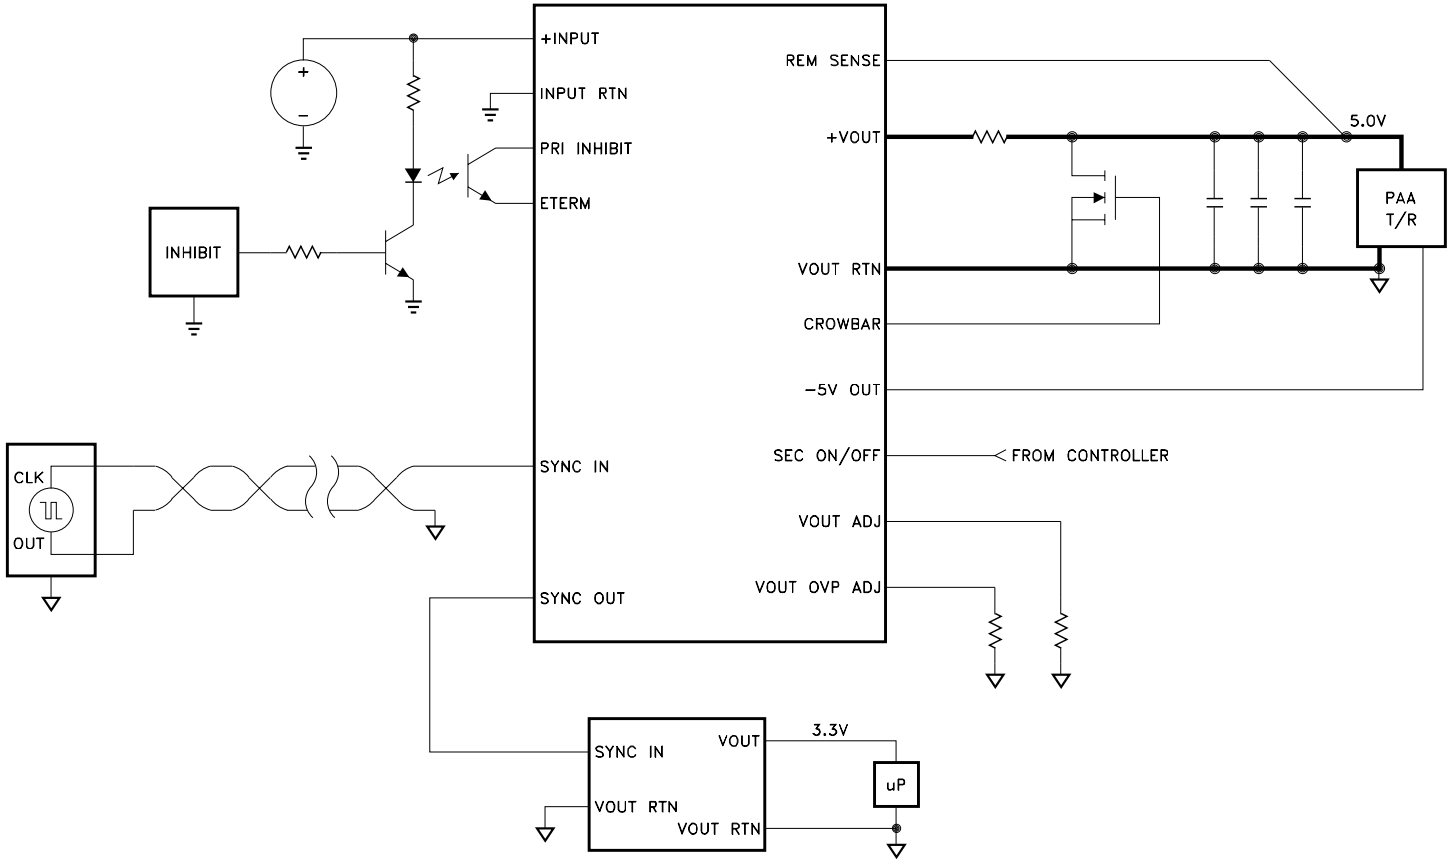 +INPUT
REM SENSE
+
−
INPUT RTN
5.0V
+VOUT
PRI INHIBIT
ETERM
PAA
T/R
INHIBIT
VOUT RTN
CROWBAR
−5V OUT
SEC ON/OFF
FROM CONTROLLER
SYNC IN
CLK
OUT
VOUT ADJ
VOUT OVP ADJ
SYNC OUT
3.3V
VOUT
SYNC IN
uP
VOUT RTN
VOUT RTN